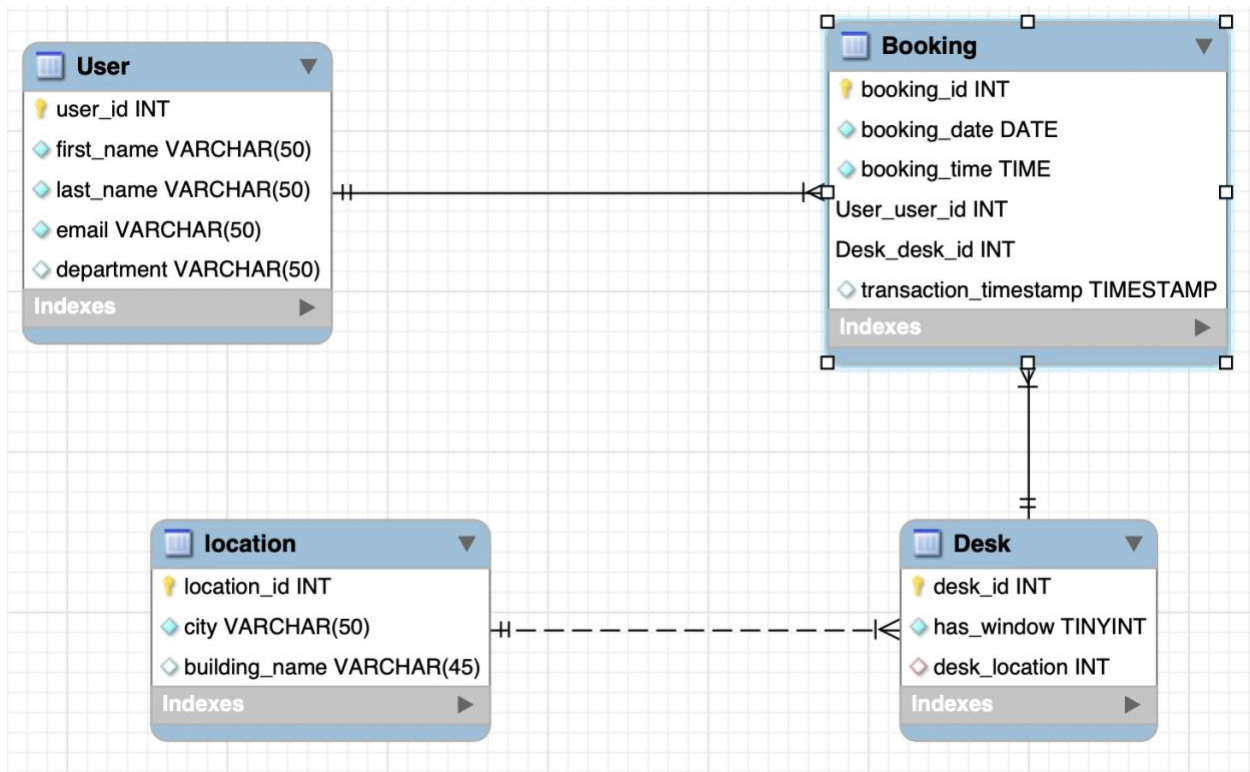 User
user_id INT
first_name VARCHAR(50)
last_name VARCHAR(50)
email VARCHAR(50)
department VARCHAR(50)
Indexes
Booking
booking_id INT
booking_date DATE
booking_time TIME
User_user_id INT
Desk_desk_id INT
transaction_timestamp TIMESTAMP
Indexes
location
location_id INT
city VARCHAR(50)
building_name VARCHAR(45)
Indexes
Desk
desk_id INT
has_window TINYINT
desk_location INT
Indexes